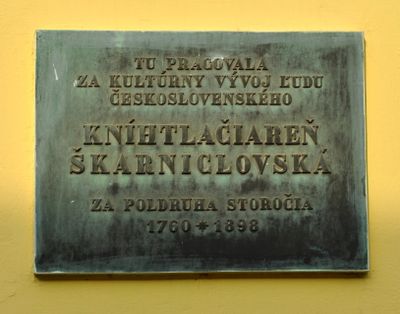 TU PRACOVALA
ZA KULTÚRNY VÝVOJ ĽUDU
ČESKOSLOVENSKÉHO
KNÍHTLAČIAREŇ
ŠKARNICLOVSKÁ
ZA POLDRUHA STOROČIA
1760 * 1898